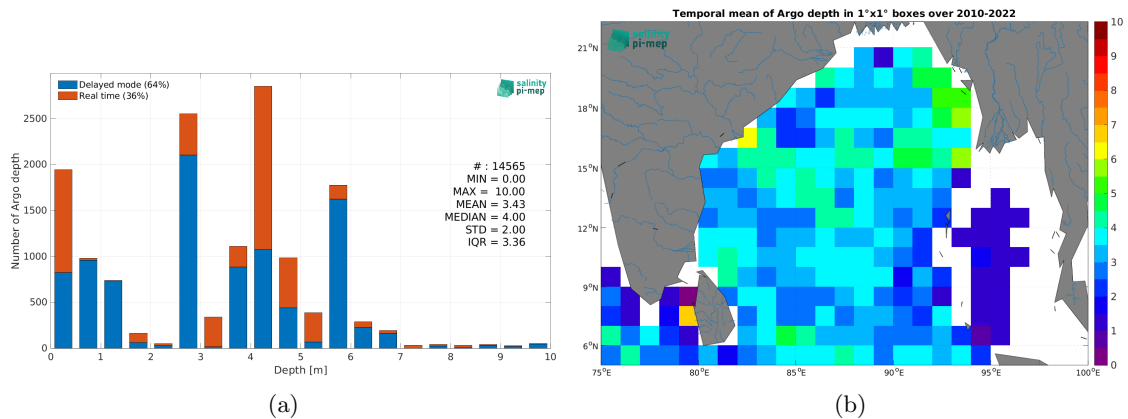 Delayed mode (64%)
Real time (36%)
salinity
pi-mep
# : 14565
MIN = 0.00
MAX = 10.00
MEAN = 3.43
MEDIAN = 4.00
STD = 2.00
IQR = 3.36
Number of Argo depth
2500
2000
1500
1000
500
0
0 1 2 3 4 5 6 7 8 9 10
Depth [m]
(a)
Temporal mean of Argo depth in 1°x1° boxes over 2010-2022
salinity
pi-mep
21°N
18°N
15°N
12°N
9°N
6°N
75°E 80°E 85°E 90°E 95°E 100°E
10
9
8
7
6
5
4
3
2
1
0
(b)